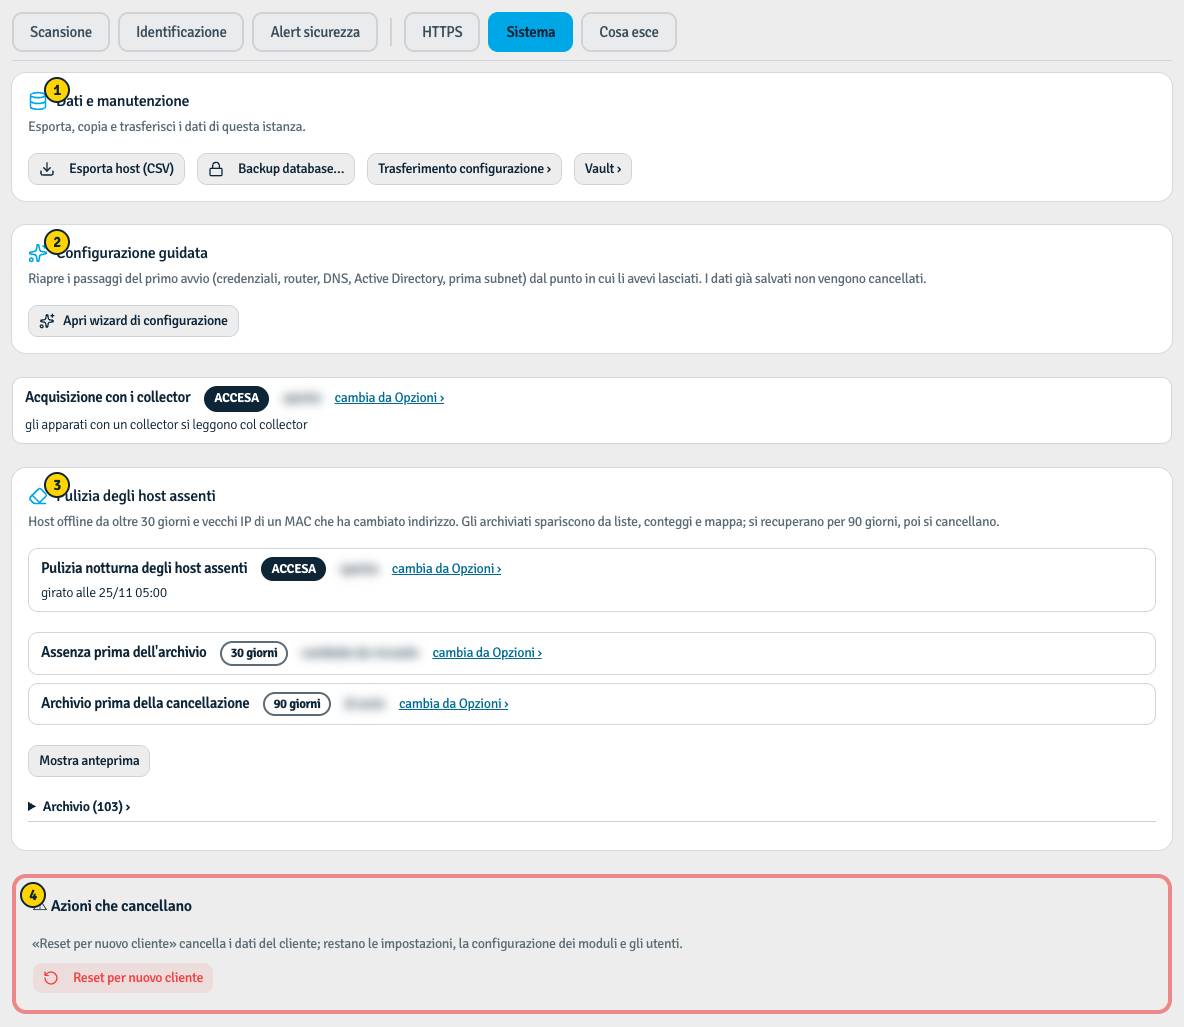 Scansione Identificazione Alert sicurezza HTTPS Sistema Cosa esce
1
Dati e manutenzione
Esporta, copia e trasferisci i dati di questa istanza.
Esporta host (CSV) Backup database... Trasferimento configurazione › Vault ›
2
Configurazione guidata
Riapre i passaggi del primo avvio (credenziali, router, DNS, Active Directory, prima subnet) dal punto in cui li avevi lasciati. I dati già salvati non vengono cancellati.
Apri wizard di configurazione
Acquisizione con i collector ACCESA cambia da Opzioni ›
gli apparati con un collector si leggono col collector
3
Pulizia degli host assenti
Host offline da oltre 30 giorni e vecchi IP di un MAC che ha cambiato indirizzo. Gli archiviati spariscono da liste, conteggi e mappa; si recuperano per 90 giorni, poi si cancellano.
Pulizia notturna degli host assenti ACCESA cambia da Opzioni ›
girato alle 25/11 05:00
Assenza prima dell'archivio 30 giorni cambia da Opzioni ›
Archivio prima della cancellazione 90 giorni cambia da Opzioni ›
Mostra anteprima
Archivio (103) ›
4
Azioni che cancellano
«Reset per nuovo cliente» cancella i dati del cliente; restano le impostazioni, la configurazione dei moduli e gli utenti.
Reset per nuovo cliente